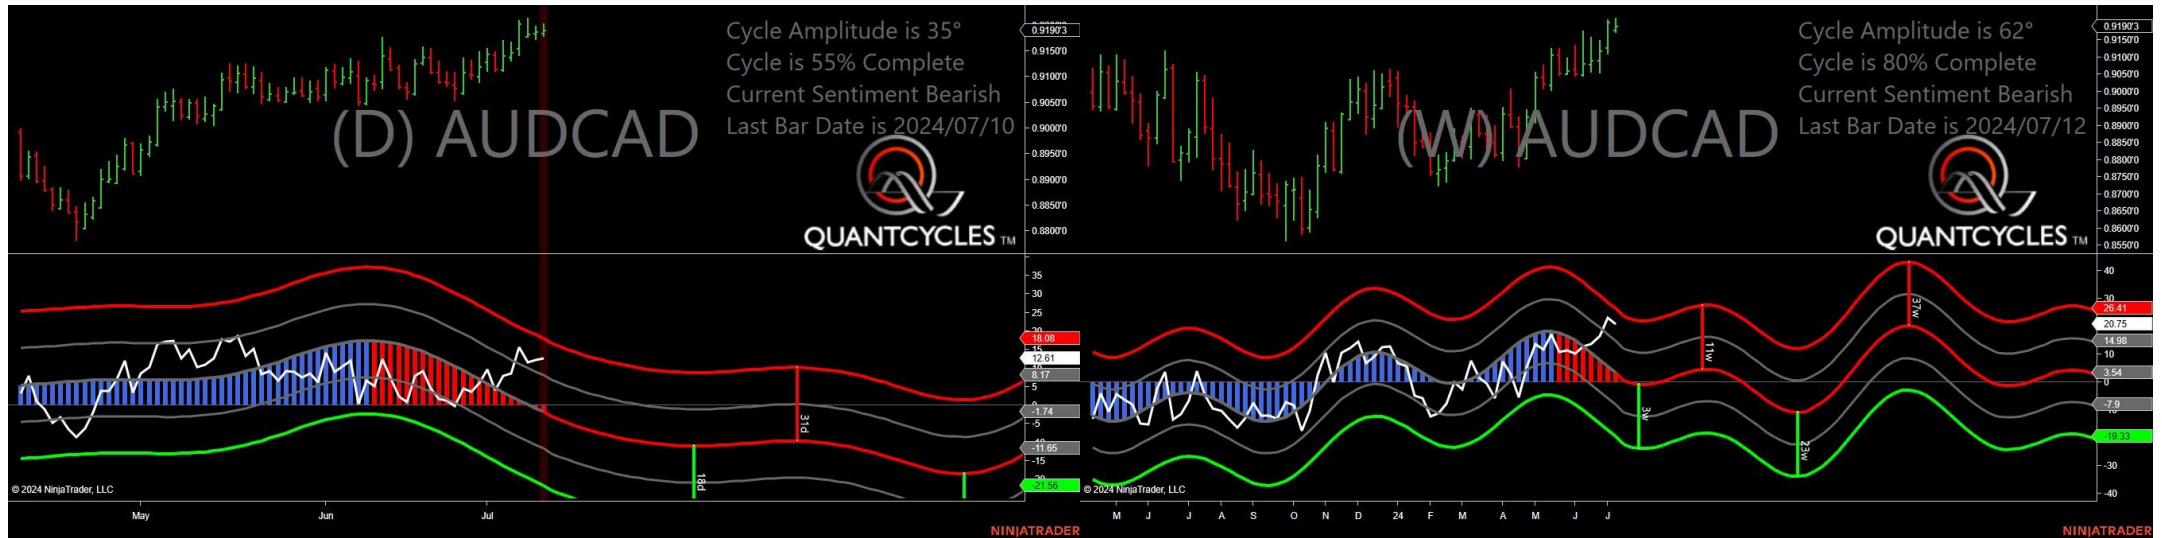 Cycle Amplitude is 35°
Cycle is 55% Complete
Current Sentiment Bearish
Last Bar Date is 2024/07/10
(D) AUDCAD
QUANTCYCLES TM
0.9190'3
0.9150'0
0.9100'0
0.9050'0
0.9000'0
0.8950'0
0.8900'0
0.8850'0
0.8800'0
35
30
25
18.08
15
12.61
8.17
5
0
-1.74
-5
-11.65
-15
-21.56
31d
18d
© 2024 NinjaTrader, LLC
May
Jun
Jul
NINJATRADER
Cycle Amplitude is 62°
Cycle is 80% Complete
Current Sentiment Bearish
Last Bar Date is 2024/07/12
(W) AUDCAD
QUANTCYCLES TM
0.9190'3
0.9150'0
0.9100'0
0.9050'0
0.9000'0
0.8950'0
0.8900'0
0.8850'0
0.8800'0
0.8750'0
0.8700'0
0.8650'0
0.8600'0
0.8550'0
40
30
26.41
20.75
14.98
10
3.54
0
-7.9
-19.33
-30
-40
11w
37w
3w
23w
© 2024 NinjaTrader, LLC
M J J A S O N D 24 F M A M J J
NINJATRADER